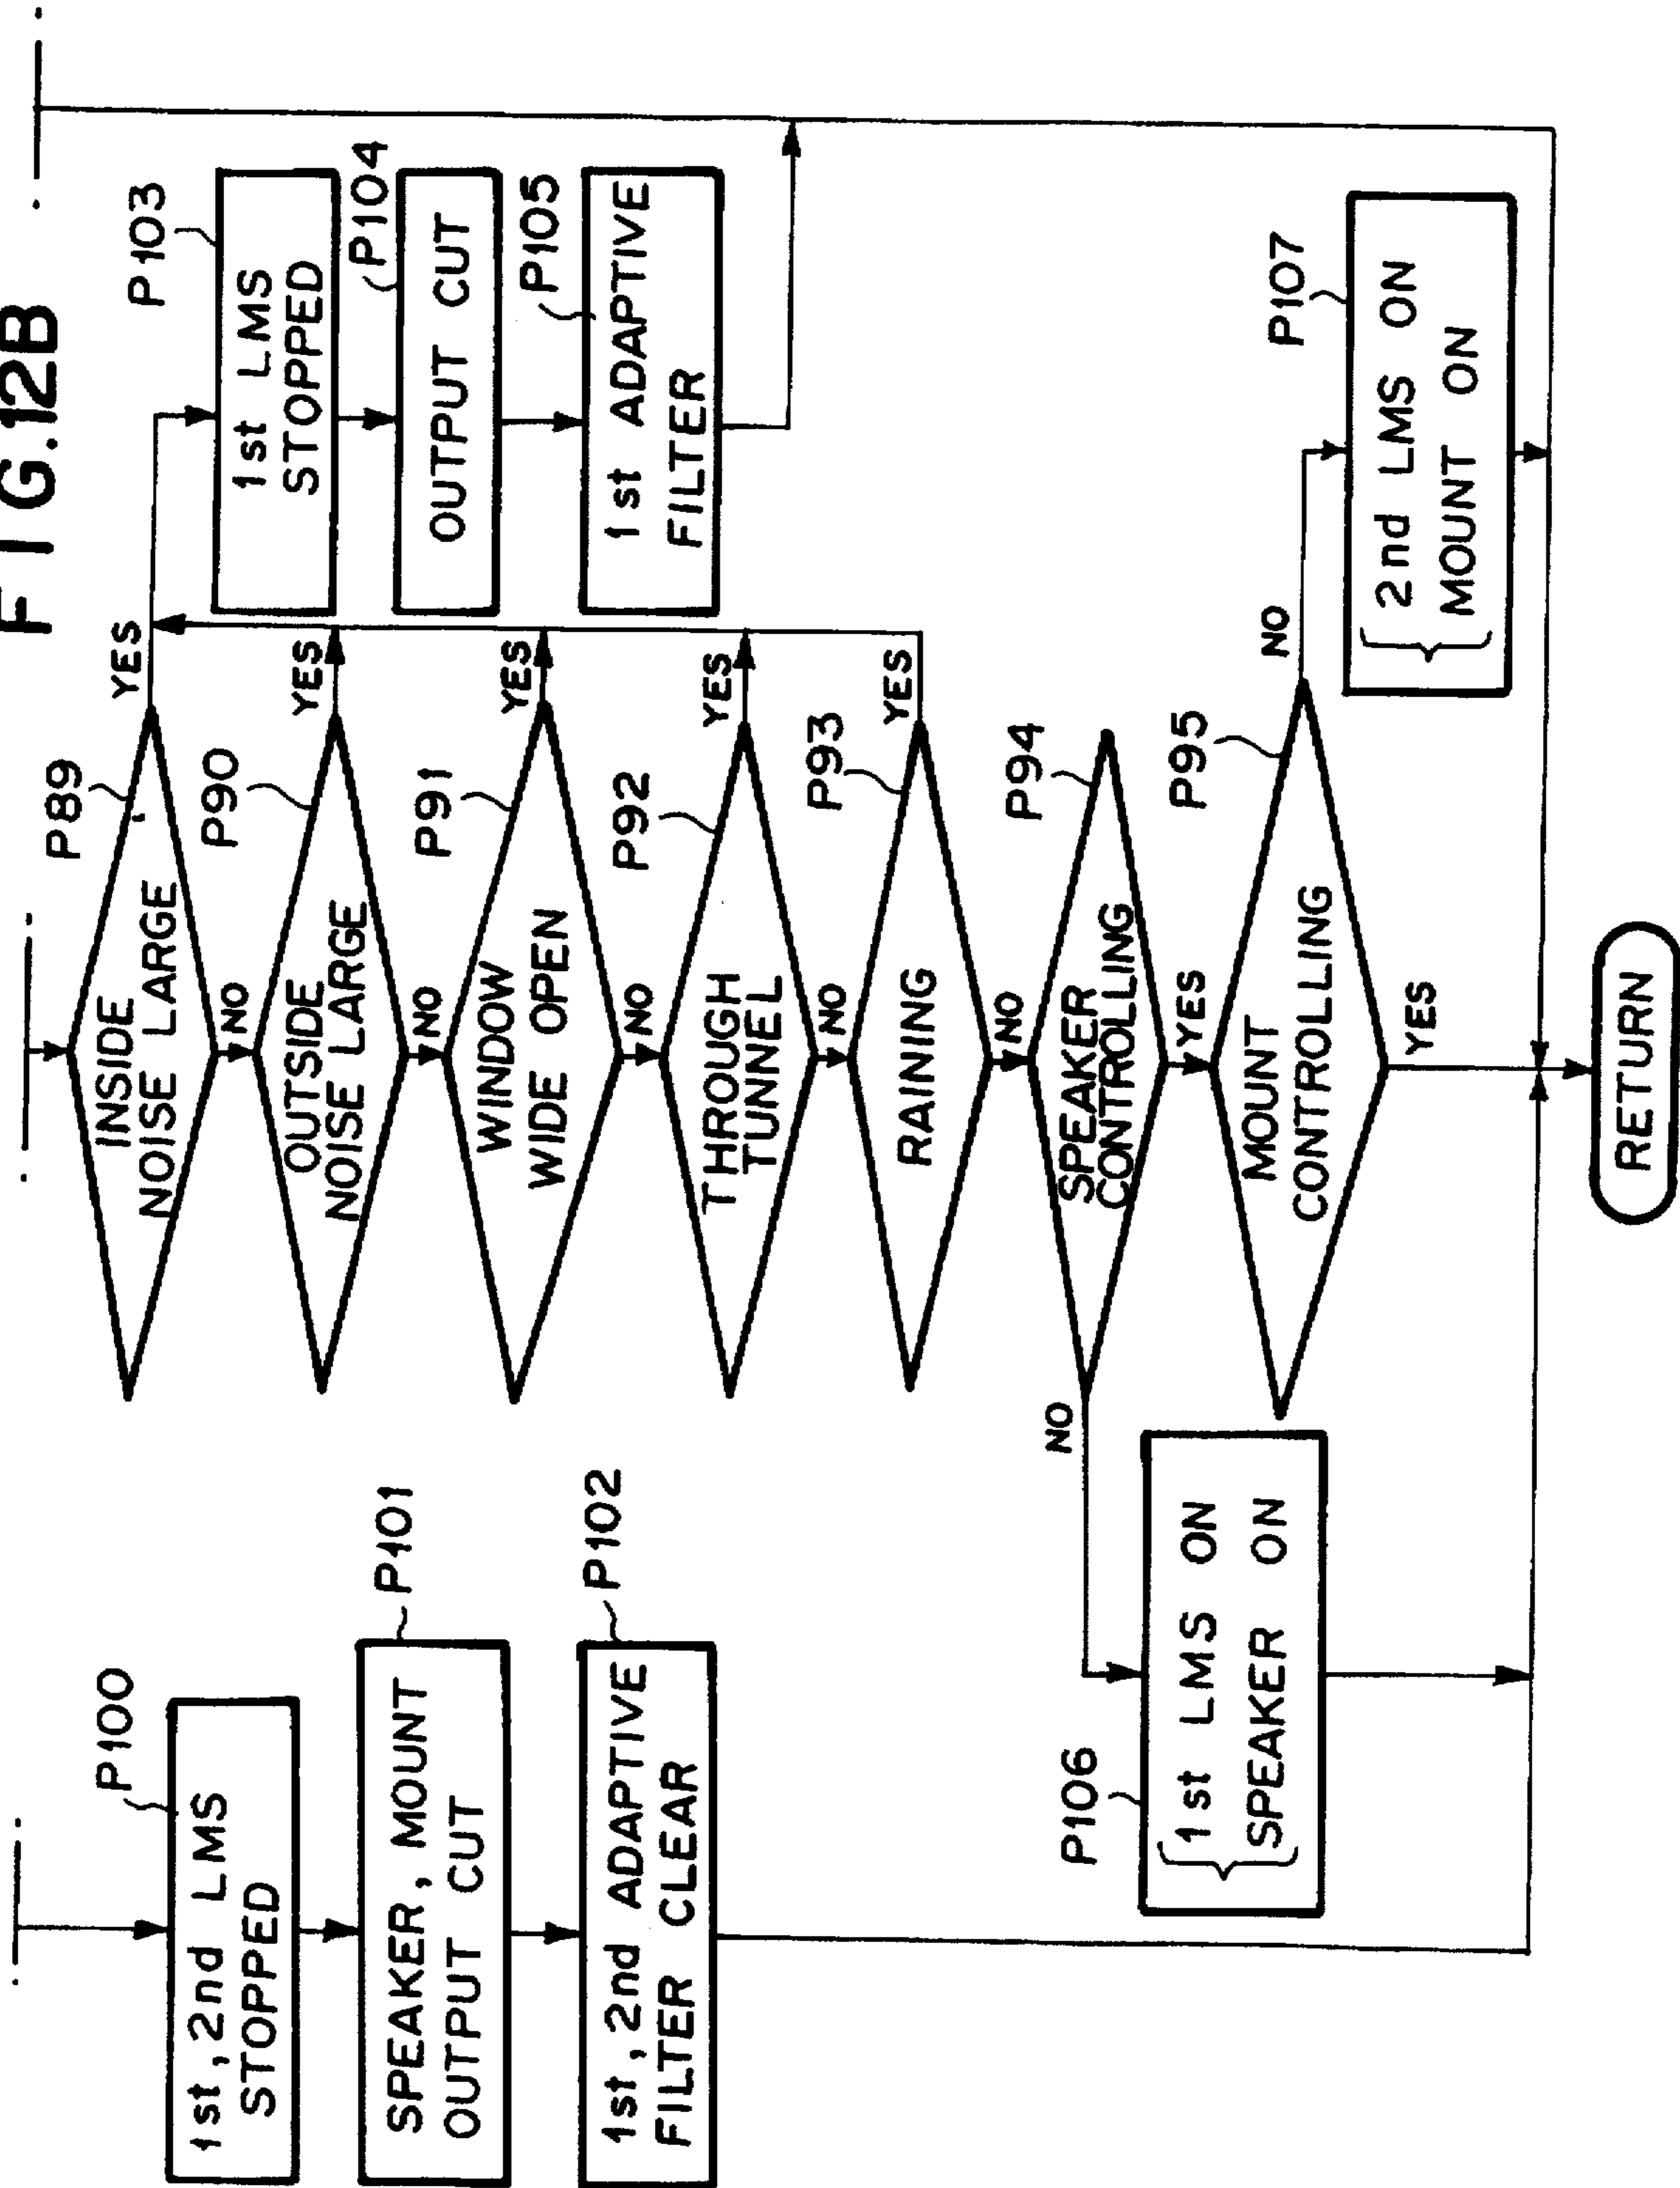 FIG.12B
P100
1st, 2nd LMS
STOPPED
P101
SPEAKER, MOUNT
OUTPUT CUT
P102
1st, 2nd ADAPTIVE
FILTER CLEAR
P89
INSIDE
NOISE LARGE
YES
NO
P90
OUTSIDE
NOISE LARGE
YES
NO
P91
WINDOW
WIDE OPEN
YES
NO
P92
THROUGH
TUNNEL
YES
NO
P93
RAINING
YES
NO
P94
SPEAKER
CONTROLLING
NO
YES
P95
MOUNT
CONTROLLING
NO
YES
P103
1st LMS
STOPPED
P104
OUTPUT CUT
P105
1st ADAPTIVE
FILTER
P106
1st LMS ON
SPEAKER ON
P107
2nd LMS ON
MOUNT ON
RETURN